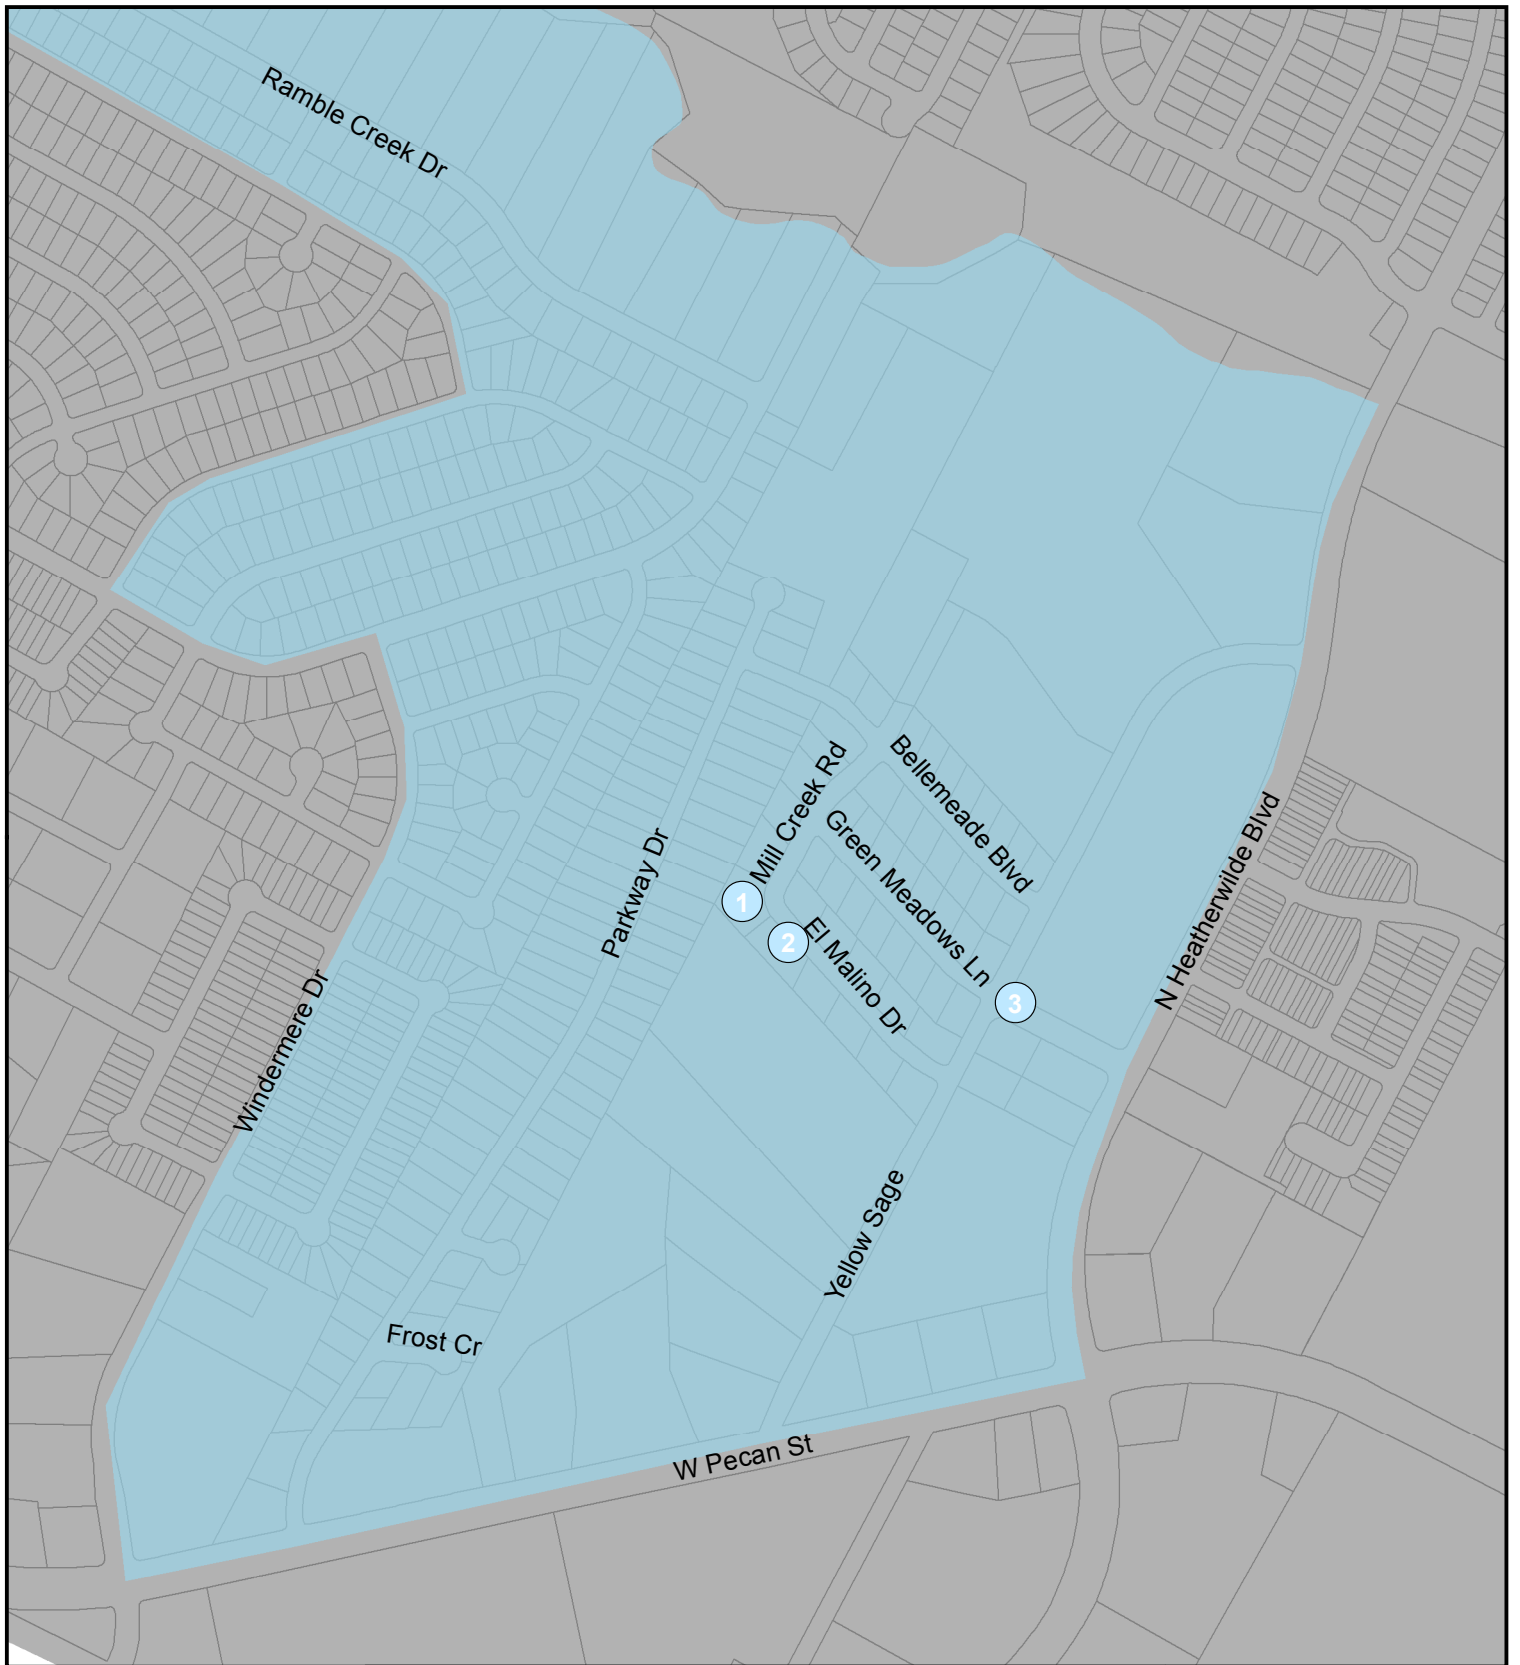 Ramble Creek Dr
Mill Creek Rd
Bellemeade Blvd
Green Meadows Ln
Parkway Dr
N Heatherwilde Blvd
1
2
El Malino Dr
3
Windermere Dr
Yellow Sage
Frost Cr
W Pecan St